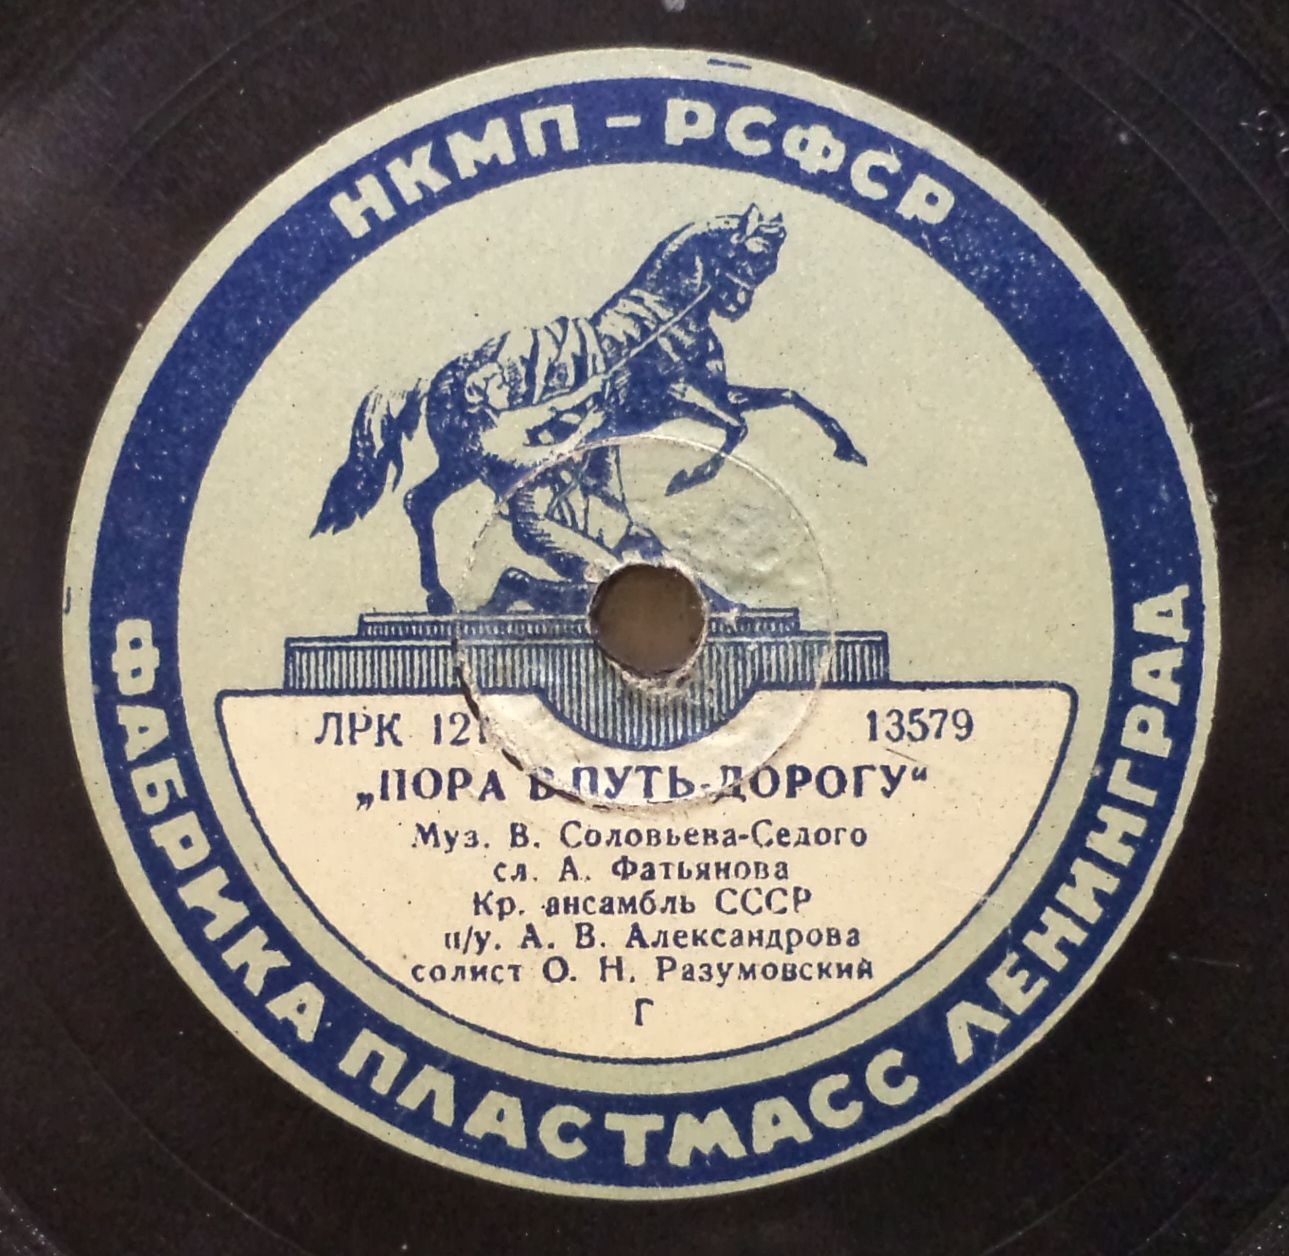 НКМП - РСФСР
ЛРК 121 13579
„ПОРА В ПУТЬ-ДОРОГУ“
Муз. В. Соловьева-Седого
сл. А. Фатьянова
Кр. ансамбль СССР
п/у. А. В. Александрова
солист О. Н. Разумовский
Г
ФАБРИКА ПЛАСТМАСС ЛЕНИНГРАД